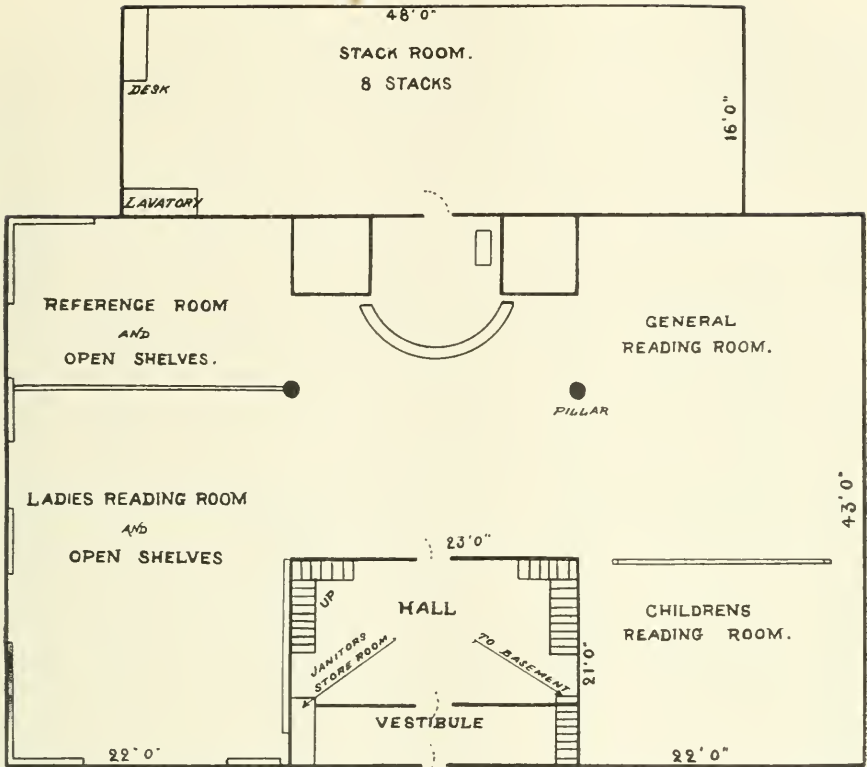 48'0"
STACK ROOM.
8 STACKS
DESK
16'0"
LAVATORY
REFERENCE ROOM
AND
OPEN SHELVES.
GENERAL
READING ROOM.
PILLAR
LADIES READING ROOM
AND
OPEN SHELVES
43'0"
23'0"
UP
HALL
CHILDRENS
READING ROOM.
JANITORS
STORE ROOM
TO BASEMENT
21'0"
VESTIBULE
22'0"
22'0"